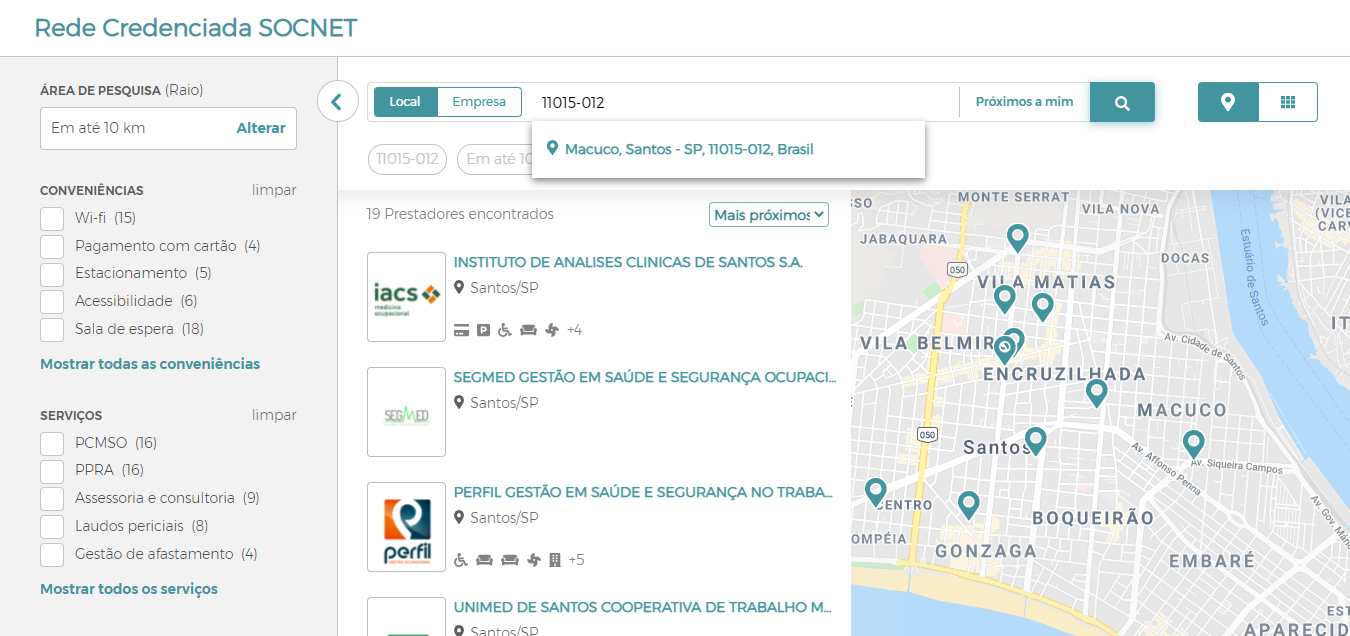 Rede Credenciada SOCNET
ÁREA DE PESQUISA (Raio)
Em até 10 km Alterar
CONVENIÊNCIAS limpar
Wi-fi (15)
Pagamento com cartão (4)
Estacionamento (5)
Acessibilidade (6)
Sala de espera (18)
Mostrar todas as conveniências
SERVIÇOS limpar
PCMSO (16)
PPRA (16)
Assessoria e consultoria (9)
Laudos periciais (8)
Gestão de afastamento (4)
Mostrar todos os serviços
Local Empresa 11015-012 Próximos a mim
Macuco, Santos - SP, 11015-012, Brasil
11015-012 Em até 10
19 Prestadores encontrados Mais próximos
iacs
medicina
ocupacional
INSTITUTO DE ANALISES CLINICAS DE SANTOS S.A.
Santos/SP
+4
SEGMED
SEGMED GESTÃO EM SAÚDE E SEGURANÇA OCUPACI...
Santos/SP
perfil
PERFIL GESTÃO EM SAÚDE E SEGURANÇA NO TRABA...
Santos/SP
+5
UNIMED DE SANTOS COOPERATIVA DE TRABALHO M...
Santos/SP
MONTE SERRAT
VILA NOVA
JABAQUARA
DOCAS
050
VILA MATIAS
Estuário de Santos
VILA BELMIR
Av. Cidade de Santos
ENCRUZILHADA
MACUCO
050
Santos
Av. Siqueira Campos
Av. Affonso Penna
CENTRO
BOQUEIRÃO
OMPÉIA
GONZAGA
EMBARÉ
Av. Gov. Mári
EST
APARECID
VILA
(VICE
CARV
IT
SSO